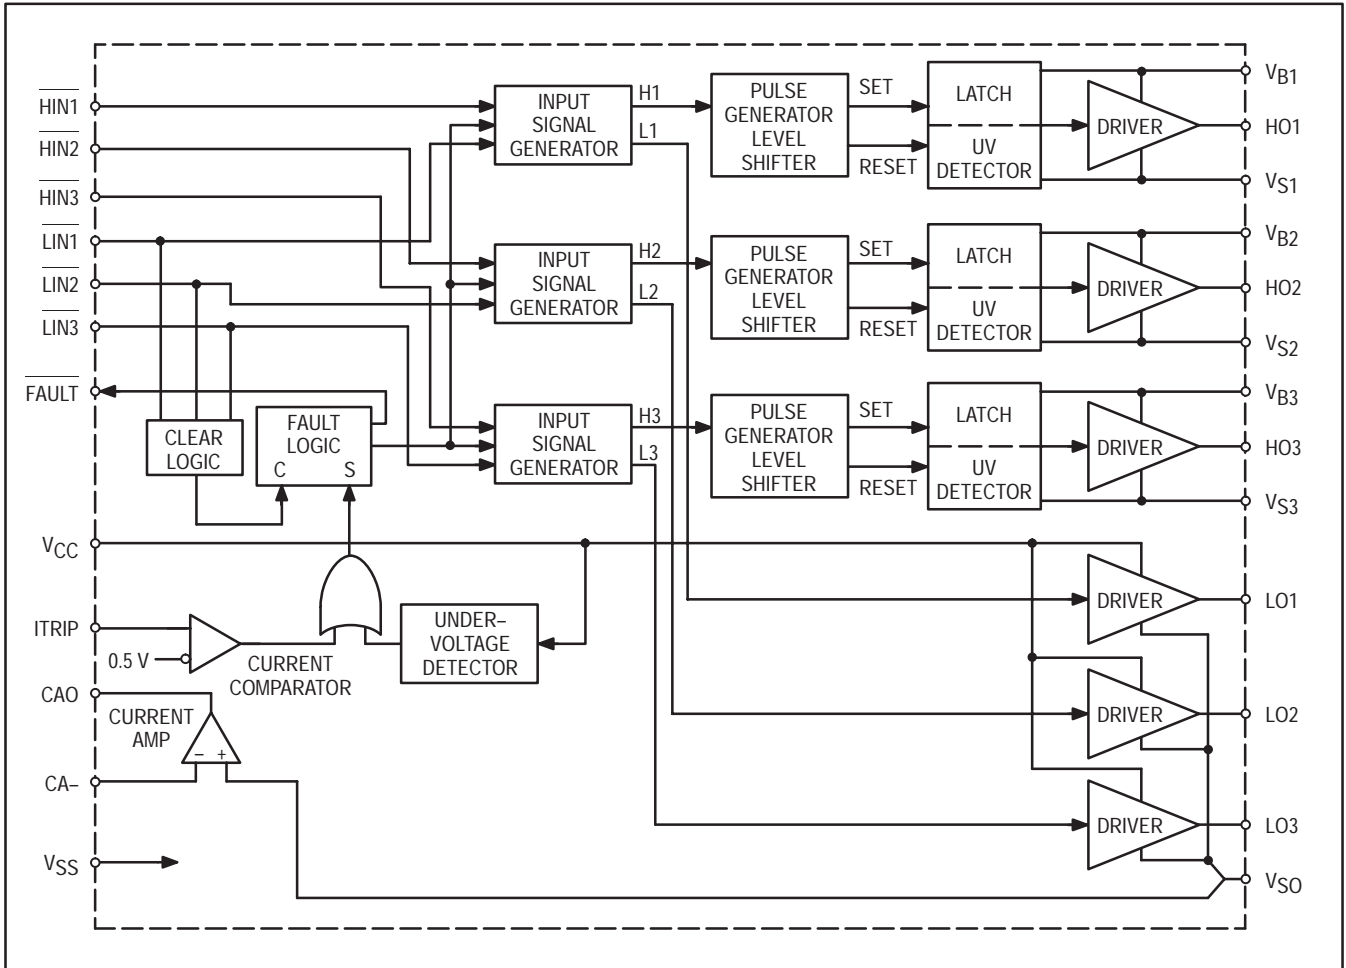 HIN1
HIN2
HIN3
LIN1
LIN2
LIN3
FAULT
VCC
ITRIP
0.5 V
CAO
CA–
VSS
CLEAR
LOGIC
FAULT
LOGIC
C S
CURRENT
COMPARATOR
UNDER–
VOLTAGE
DETECTOR
CURRENT
AMP
– +
INPUT
SIGNAL
GENERATOR
H1
L1
PULSE
GENERATOR
LEVEL
SHIFTER
SET
RESET
LATCH
UV
DETECTOR
DRIVER
VB1
HO1
VS1
INPUT
SIGNAL
GENERATOR
H2
L2
PULSE
GENERATOR
LEVEL
SHIFTER
SET
RESET
LATCH
UV
DETECTOR
DRIVER
VB2
HO2
VS2
INPUT
SIGNAL
GENERATOR
H3
L3
PULSE
GENERATOR
LEVEL
SHIFTER
SET
RESET
LATCH
UV
DETECTOR
DRIVER
VB3
HO3
VS3
DRIVER
LO1
DRIVER
LO2
DRIVER
LO3
VSO